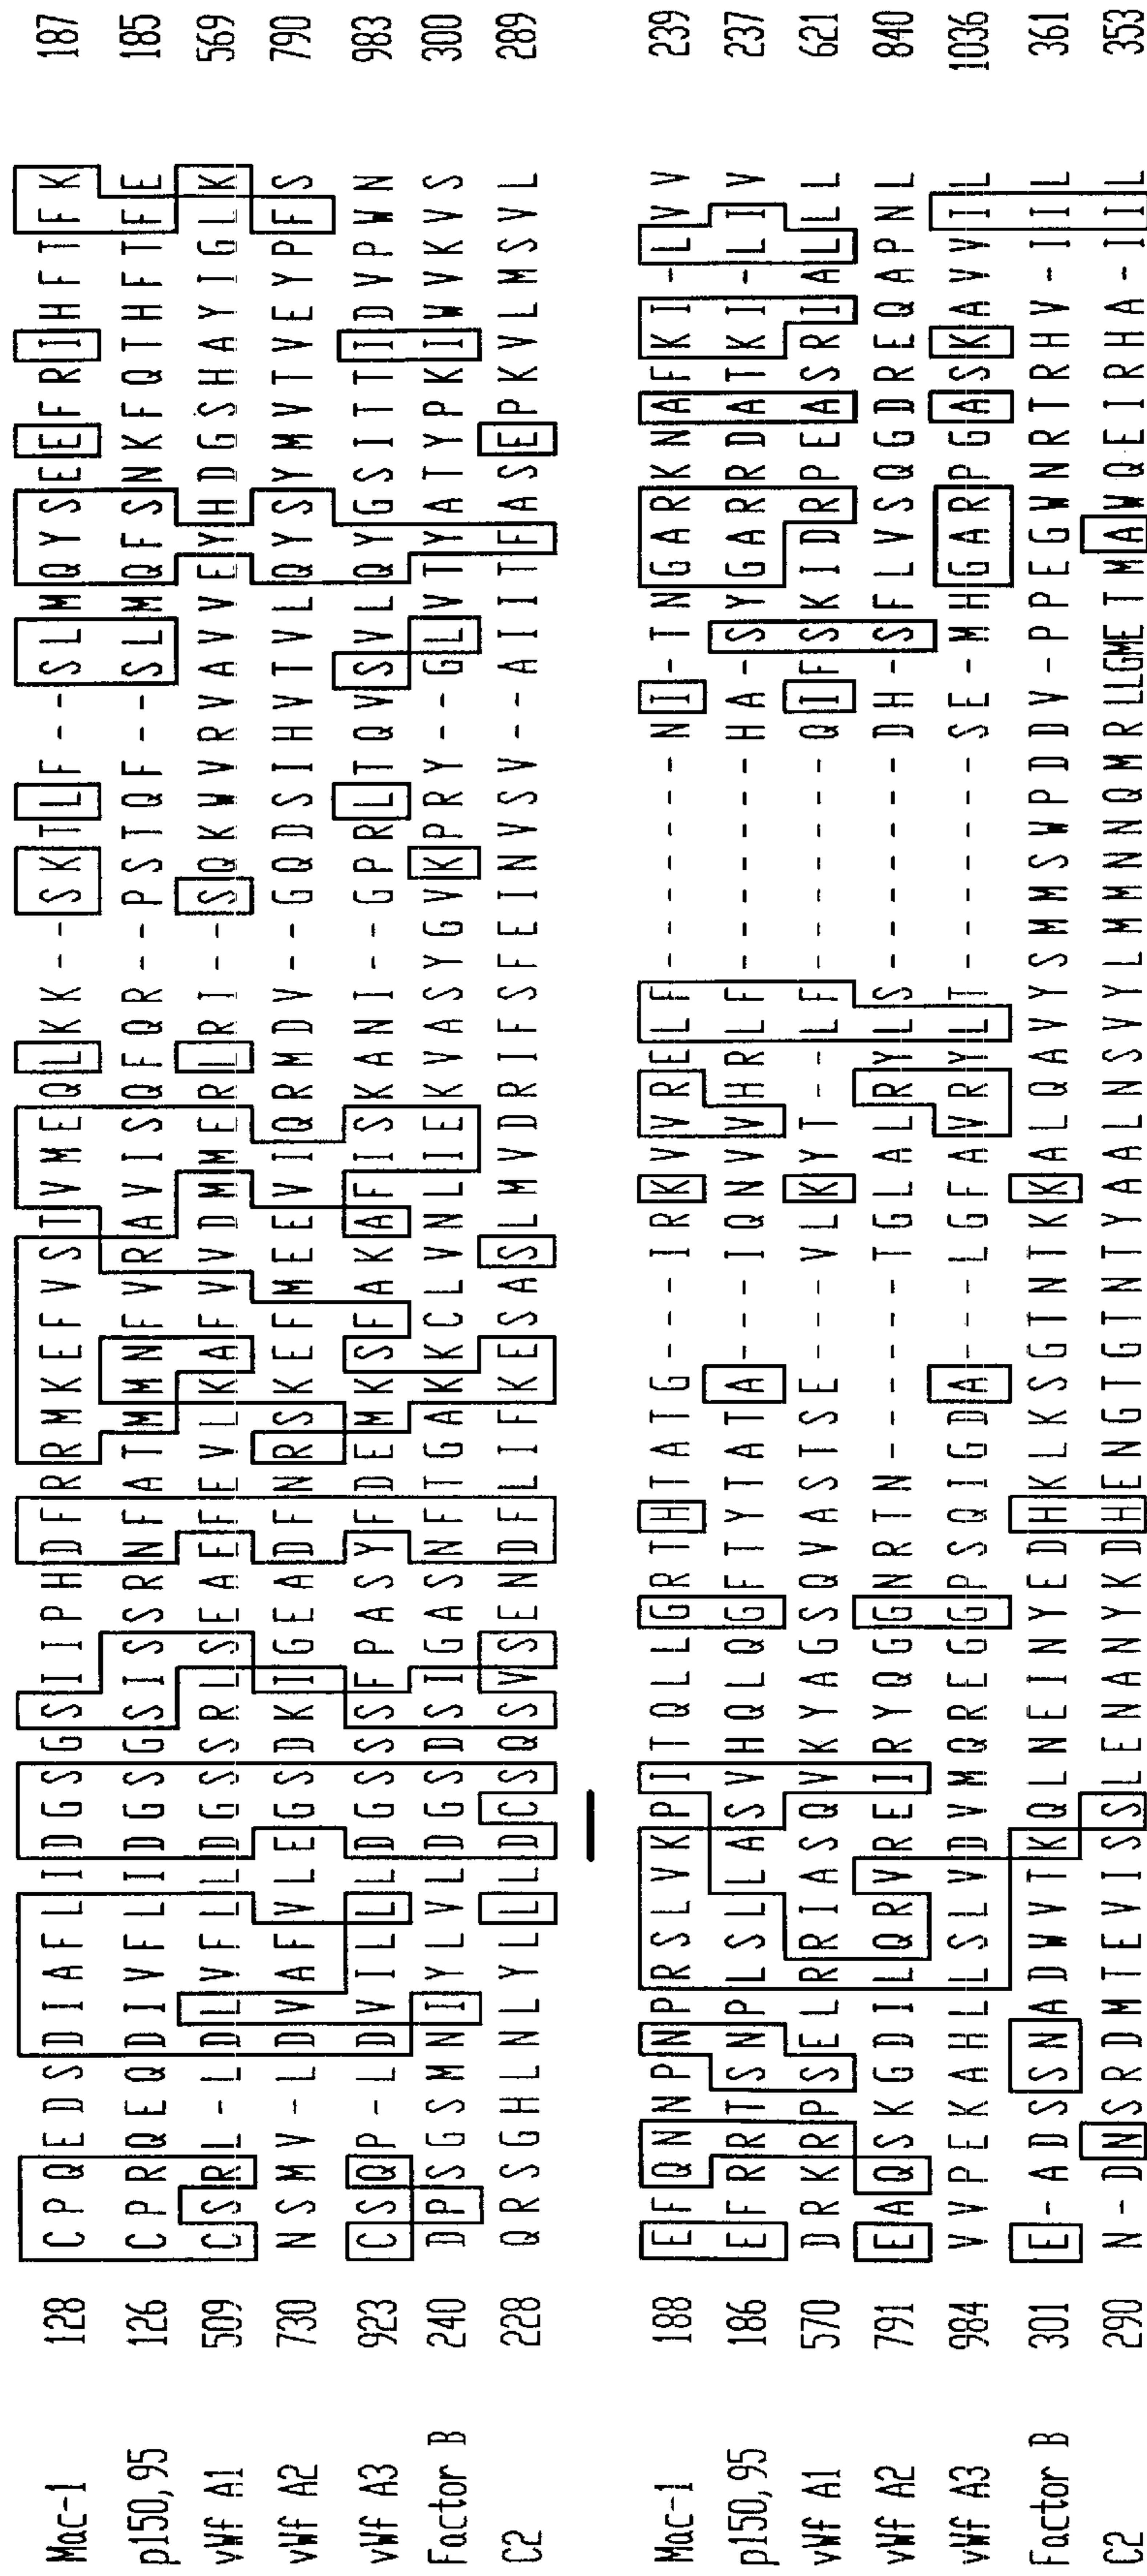 Mac-1 128 CPQEDSDIAFLIDGSGSIIPHDFRRMKEFVSTVMEQLKK--SKTLF--SLMQYSEEFRIHFTFK 187
p150,95 126 CPRQEQDIVFLIDGSGSISSRNFATMMNFVRAVISQFQR--PSTQF--SLMQFSNKFQTHFTFE 185
vWf A1 509 CSRL-LDLVFLLDGSSRLSEAEFEVLKAFVVDMMERLRI--SQKWVRVAVVEYHDGSHAYIGLK 569
vWf A2 730 NSMV-LDVAFVLEGSDKIGEADFNRSKEFMEEVIQRMDV--GQDSIHVTVLQYSYMVTVEYPFS 790
vWf A3 923 CSQP-LDVILLLDGSSSFPASYFDEMKSFAKAFISKANI--GPRLTQVSVLQYGSITTIDVPWN 983
Factor B 240 DPSGSMNIYLVLDGSDSIGASNFTGAKKCLVNLIEKVASYGVKPRY--GLVTYATYPKIWVKVS 300
C2 228 QRSGHLNLYLLLDCSQSVSENDFLIFKESASLMVDRIFSFEINVSV--AIITFASEPKVLMSVL 289
Mac-1 188 EFQNNPNPRSLVKPITQLLGRTHTATG---IRKVVRELF-------NI-TNGARKNAFKI-LVV 239
p150,95 186 EFRRTSNPLSLLASVHQLQGFTYTATA---IQNVVHRLF-------HA-SYGARRDATKI-LIV 237
vWf A1 570 DRKRPSELRRIASQVKYAGSQVASTSE---VLKYT--LF-------QIFSKIDRPEASRIALLL 621
vWf A2 791 EAQSKGDILQRVREIRYQGGNRTN------TGLALRYLS-------DH-SFLVSQGDREQAPNL 840
vWf A3 984 VVPEKAHLLSLVDVMQREGGPSQIGDA---LGFAVRYLT-------SE-MHGARPGASKAVVIL 1036
Factor B 301 E-ADSSNADWVTKQLNEINYEDHKLKSGTNTKALQAVYSMMSWPDDV-PPEGWNRTRHV-IIL 361
C2 290 N-DNSRDMTEVISSLENANYKDHENGTGTNTYAALNSVYLMMNNQMRLLGMETMAWQEIRHA-IIL 353